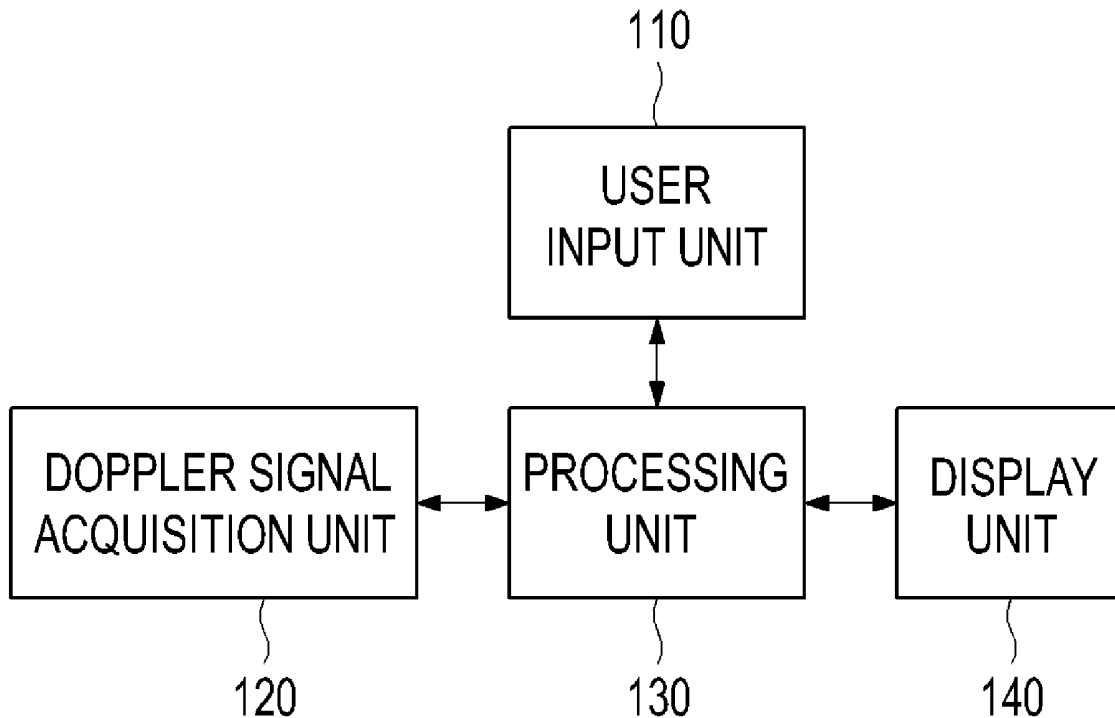 110
USER
INPUT UNIT
DOPPLER SIGNAL
ACQUISITION UNIT
PROCESSING
UNIT
DISPLAY
UNIT
120
130
140